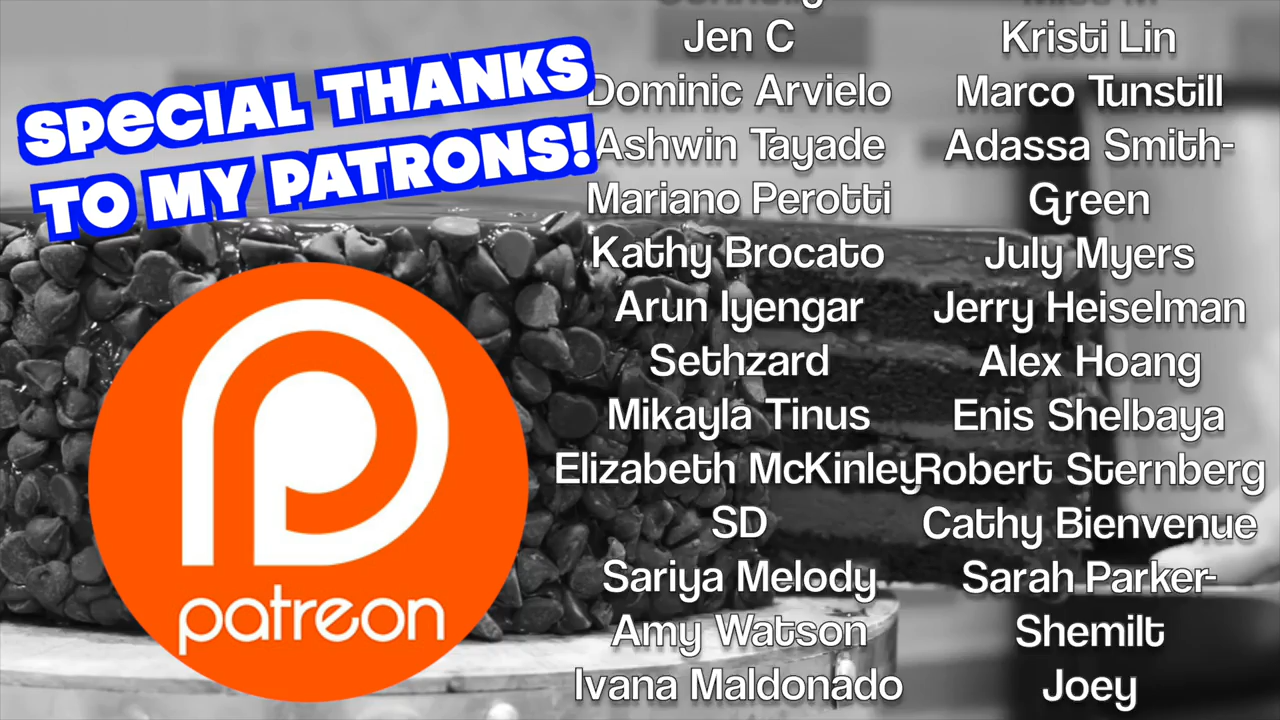 SPECIAL THANKS
TO MY PATRONS!
patreon
Jen C
Dominic Arvielo
Ashwin Tayade
Mariano Perotti
Kathy Brocato
Arun Iyengar
Sethzard
Mikayla Tinus
Elizabeth McKinley
SD
Sariya Melody
Amy Watson
Ivana Maldonado
Kristi Lin
Marco Tunstill
Adassa Smith-
Green
July Myers
Jerry Heiselman
Alex Hoang
Enis Shelbaya
Robert Sternberg
Cathy Bienvenue
Sarah Parker-
Shemilt
Joey